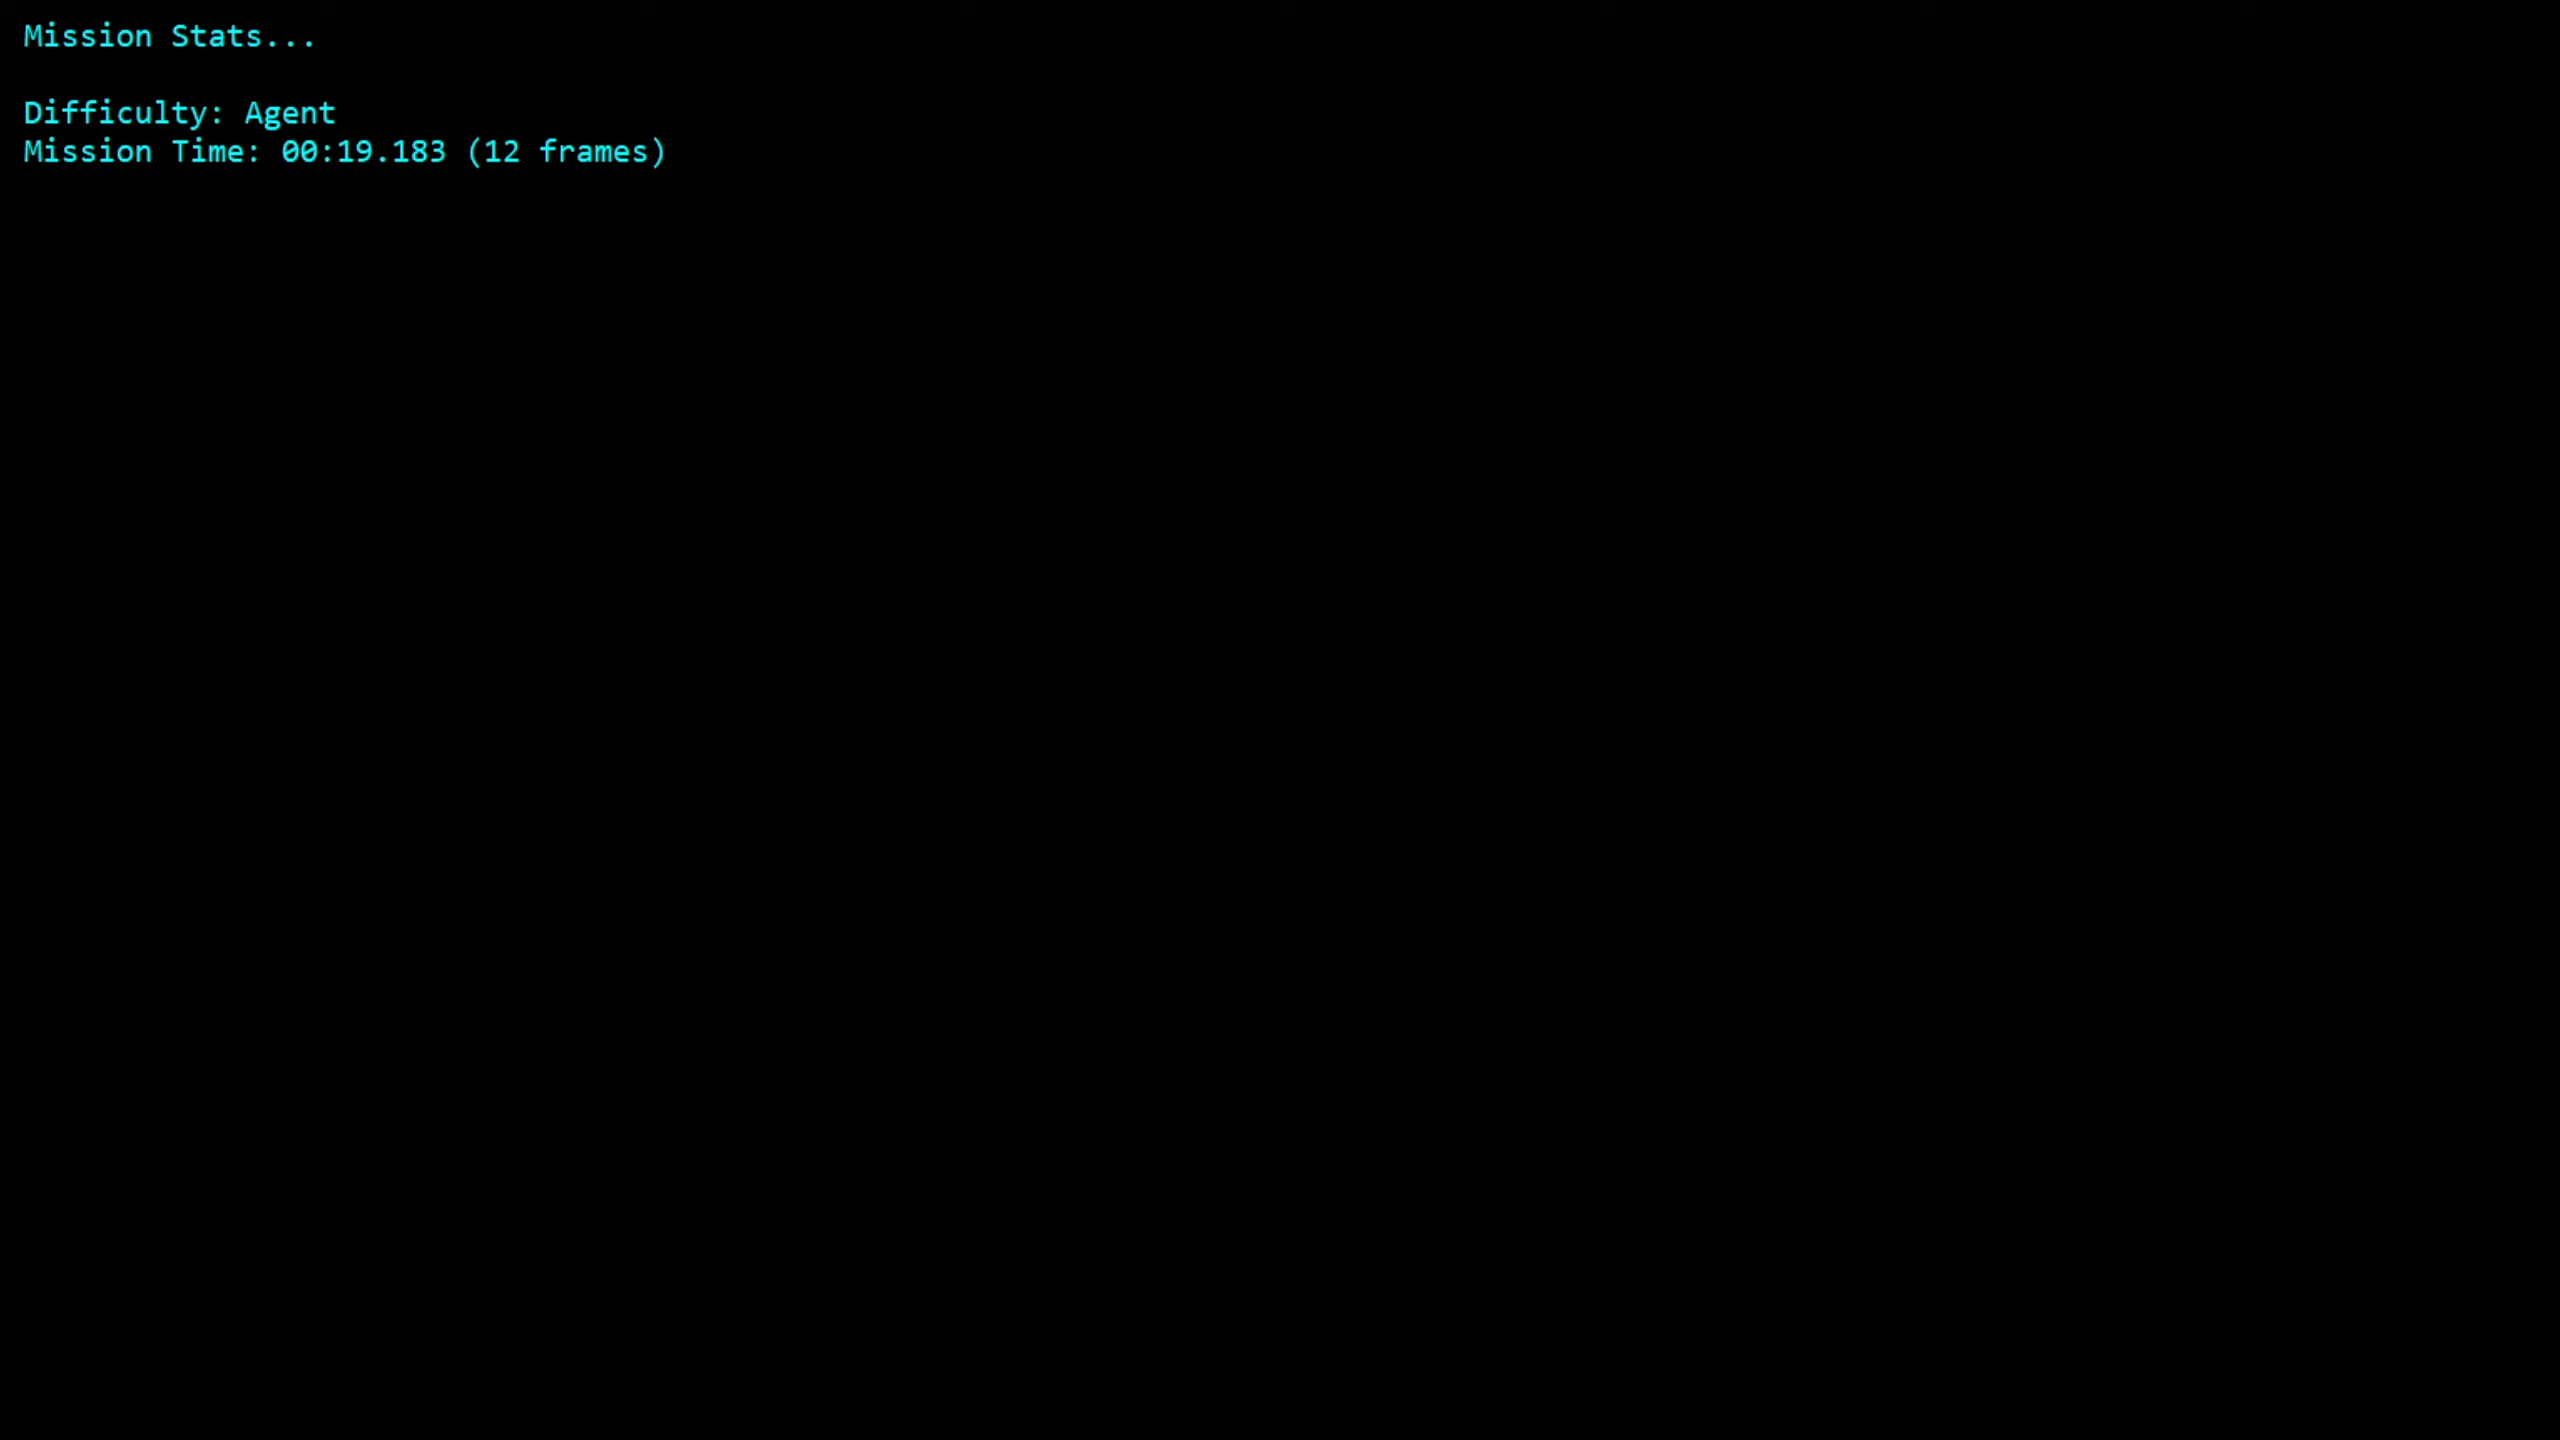 Mission Stats...
Difficulty: Agent
Mission Time: 00:19.183 (12 frames)